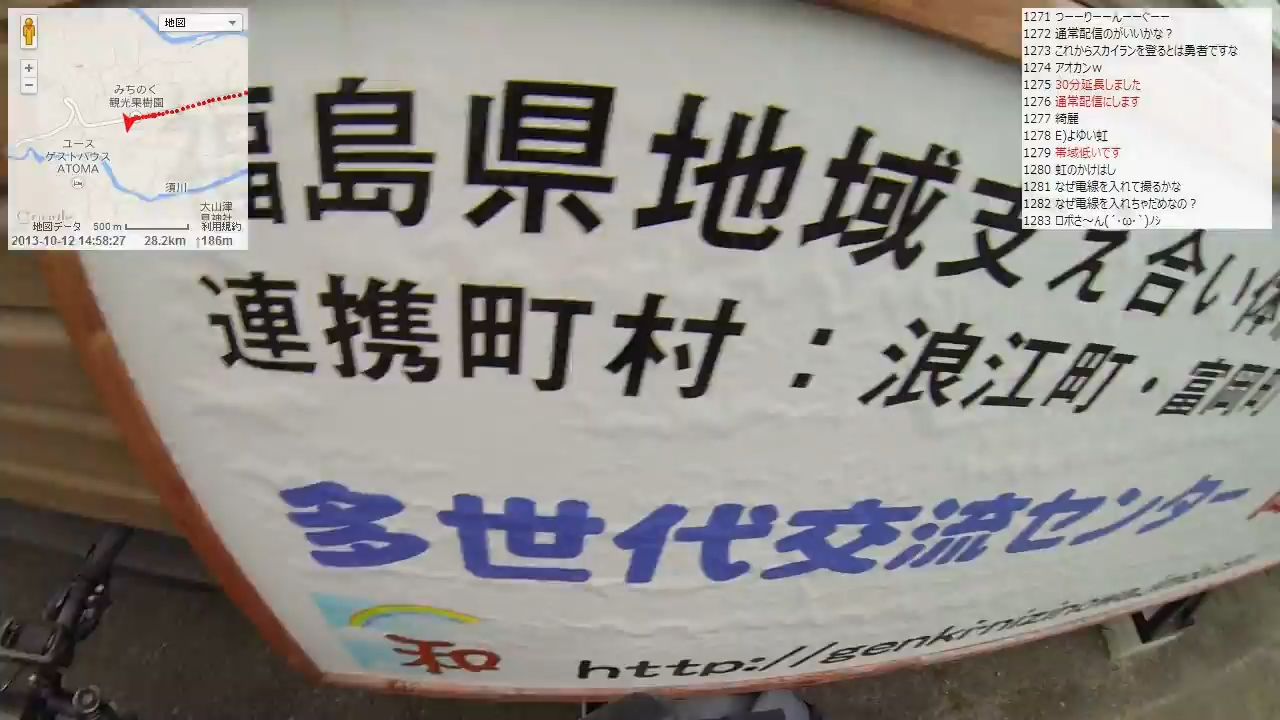 地図
みちのく
観光果樹園
ユース
ゲストハウス
ATOMA
須川
大山津
見神社
Google
地図データ 500 m 利用規約
2013-10-12 14:58:27 28.2km ↑186m
1271 つーーりーーんーーぐーー
1272 通常配信のがいいかな？
1273 これからスカイランを登るとは勇者ですな
1274 アオカンw
1275 30分延長しました
1276 通常配信にします
1277 綺麗
1278 E)よゆい虹
1279 帯域低いです
1280 虹のかけはし
1281 なぜ電線を入れて撮るかな
1282 なぜ電線を入れちゃだめなの？
1283 ロボさ～ん(´･ω･`)ﾉｼ
福島県地域支え合い体
連携町村：浪江町・富岡町
多世代交流センター
和